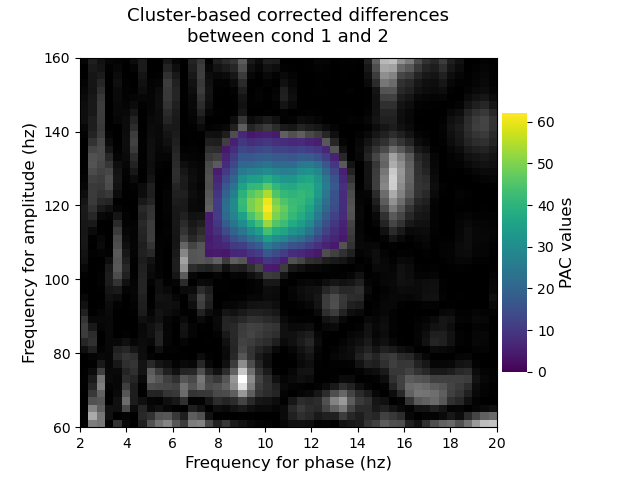 Cluster-based corrected differences
between cond 1 and 2
Frequency for amplitude (hz)
160
140
120
100
80
60
2 4 6 8 10 12 14 16 18 20
Frequency for phase (hz)
60
50
40
30
20
10
0
PAC values